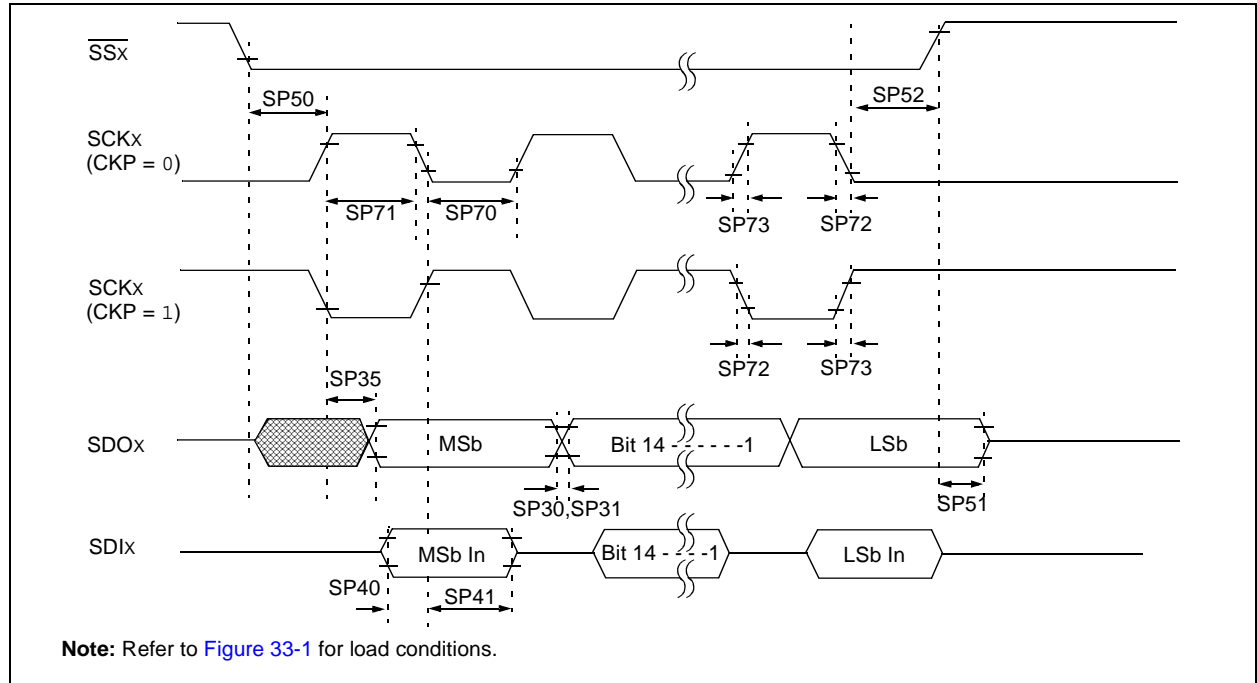 SSX
SP50
SP52
SCKX
(CKP = 0)
SP71
SP70
SP73
SP72
SCKX
(CKP = 1)
SP72
SP73
SP35
SDOX
MSb
Bit 14 - - - - - -1
LSb
SP30,SP31
SP51
SDIX
MSb In
Bit 14 - - - -1
LSb In
SP40
SP41
Note: Refer to Figure 33-1 for load conditions.